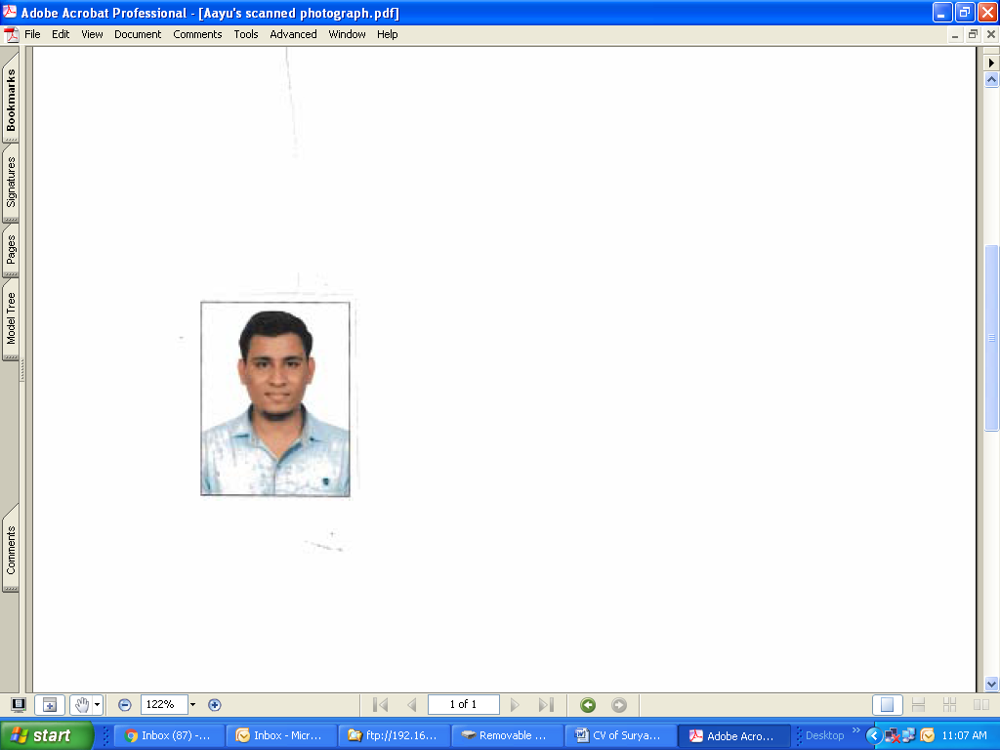 Adobe Acrobat Professional - [Aayu's scanned photograph.pdf]
File Edit View Document Comments Tools Advanced Window Help
Bookmarks
Signatures
Pages
Model Tree
Comments
122%
1 of 1
start
Inbox (87) -...
Inbox - Micr...
ftp://192.16...
Removable ...
CV of Surya...
Adobe Acro...
Desktop
11:07 AM